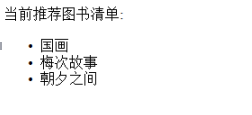 当前推荐图书清单:
• 国画
• 梅次故事
• 朝夕之间